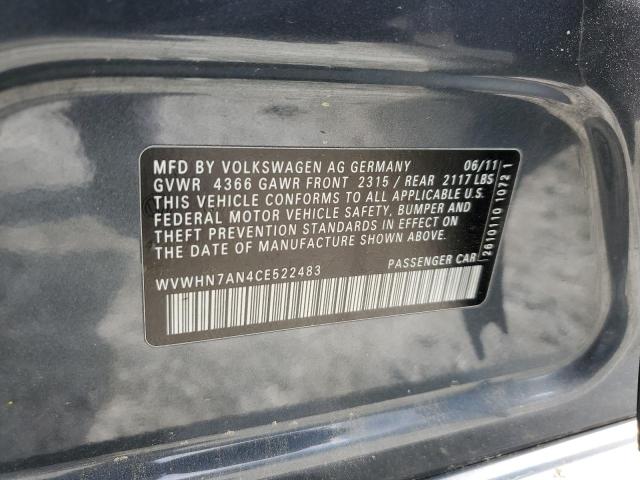 MFD BY VOLKSWAGEN AG GERMANY 06/11
GVWR 4366 GAWR FRONT 2315 / REAR 2117 LBS
THIS VEHICLE CONFORMS TO ALL APPLICABLE U.S.
FEDERAL MOTOR VEHICLE SAFETY, BUMPER AND
THEFT PREVENTION STANDARDS IN EFFECT ON
THE DATE OF MANUFACTURE SHOWN ABOVE.
WVWHN7AN4CE522483 PASSENGER CAR
2610110 10721